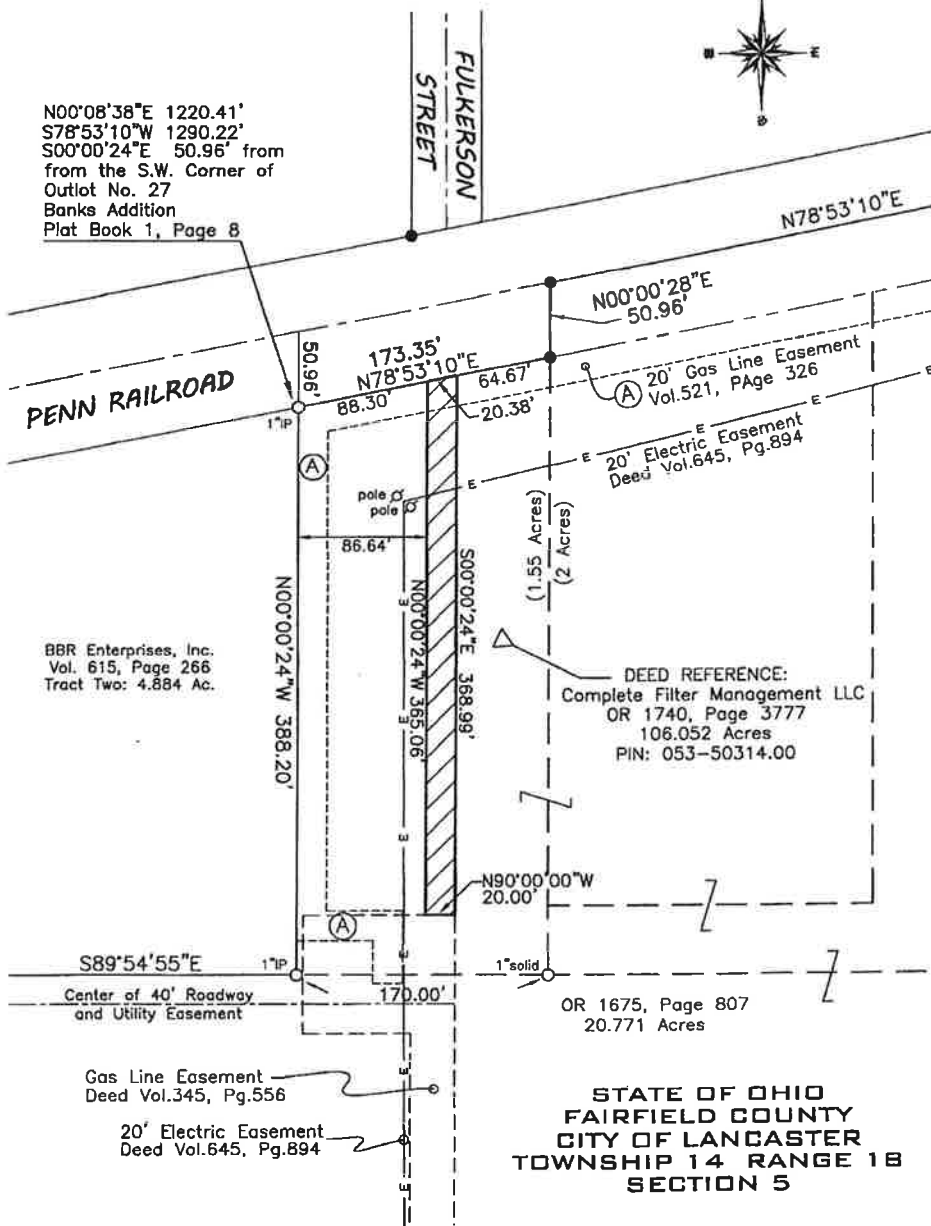 FULKERSON
STREET
N00°08'38"E 1220.41'
S78°53'10"W 1290.22'
S00°00'24"E 50.96' from
from the S.W. Corner of
Outlot No. 27
Banks Addition
Plat Book 1, Page 8
N78°53'10"E
N00°00'28"E
50.96'
50.96'
173.35'
N78°53'10"E
88.30'
64.67'
20.38'
PENN RAILROAD
1"IP
A
A 20' Gas Line Easement
Vol.521, PAge 326
E
E
E
E
E
20' Electric Easement
Deed Vol.645, Pg.894
pole
pole
86.64'
(1.55 Acres)
(2 Acres)
N00°00'24"W 388.20'
N00°00'24"W 365.06'
S00°00'24"E 368.99'
E
E
E
BBR Enterprises, Inc.
Vol. 615, Page 266
Tract Two: 4.884 Ac.
DEED REFERENCE:
Complete Filter Management LLC
OR 1740, Page 3777
106.052 Acres
PIN: 053-50314.00
N90°00'00"W
20.00'
A
E
S89°54'55"E
1"IP
1"solid
170.00'
Center of 40' Roadway
and Utility Easement
OR 1675, Page 807
20.771 Acres
E
E
Gas Line Easement
Deed Vol.345, Pg.556
20' Electric Easement
Deed Vol.645, Pg.894
STATE OF OHIO
FAIRFIELD COUNTY
CITY OF LANCASTER
TOWNSHIP 14 RANGE 18
SECTION 5